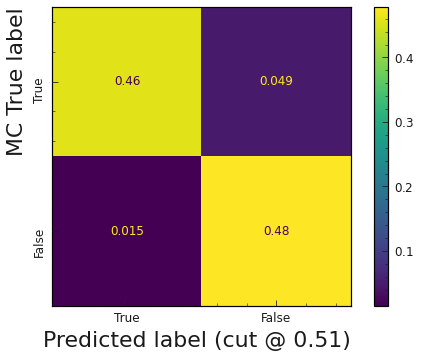 MC True label
True
False
0.46
0.049
0.015
0.48
True
False
Predicted label (cut @ 0.51)
0.4
0.3
0.2
0.1